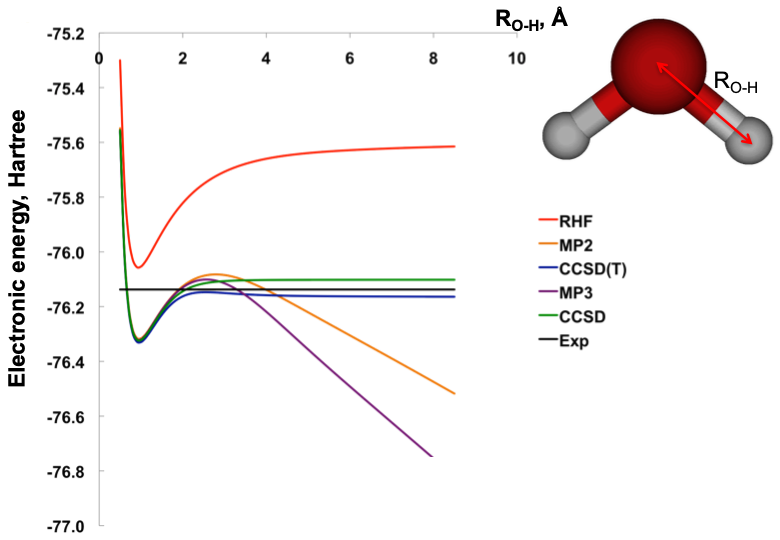 R_O-H, Å
-75.2
0 2 4 6 8 10
-75.4
-75.6
-75.8
-76.0
-76.2
-76.4
-76.6
-76.8
-77.0
Electronic energy, Hartree
R_O-H
RHF
MP2
CCSD(T)
MP3
CCSD
Exp